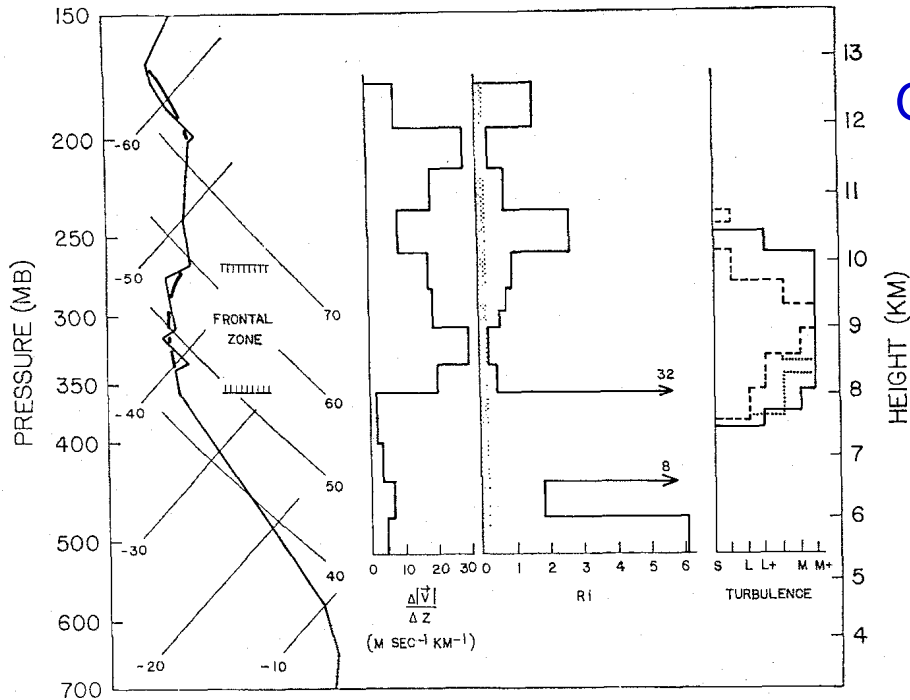 PRESSURE (MB)
150
200
250
300
350
400
500
600
700
-60
-50
-40
-30
-20
-10
70
60
50
40
FRONTAL
ZONE
0 10 20 30
Δ|V⃗|
ΔZ
(M SEC⁻¹ KM⁻¹)
0 1 2 3 4 5 6
Ri
32
8
S L L+ M M+
TURBULENCE
13
12
11
10
9
8
7
6
5
4
HEIGHT (KM)